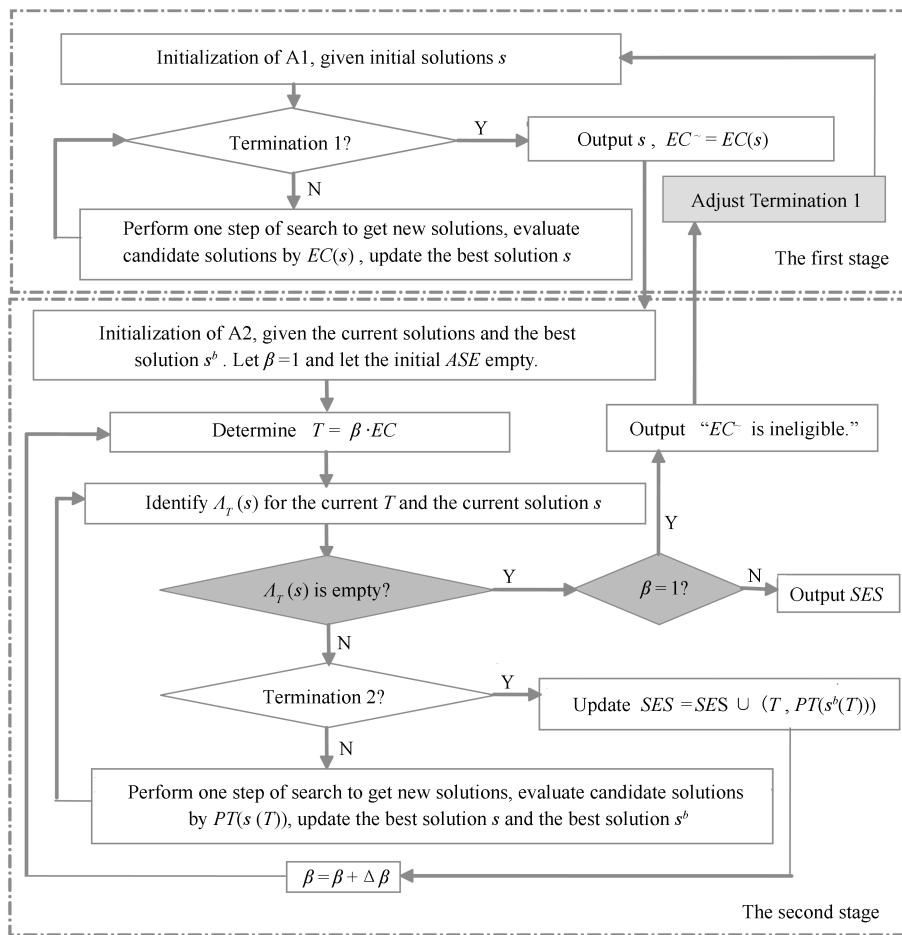 Initialization of A1, given initial solutions s
Termination 1?
Y
Output s , EC~ = EC(s)
N
Adjust Termination 1
Perform one step of search to get new solutions, evaluate
candidate solutions by EC(s) , update the best solution s
The first stage
Initialization of A2, given the current solutions and the best
solution s^b . Let β=1 and let the initial ASE empty.
Determine T = β ·EC
Output “EC~ is ineligible.”
Identify Λ_T (s) for the current T and the current solution s
Y
Λ_T (s) is empty?
Y
β = 1?
N
Output SES
N
Termination 2?
Y
Update SES = SES ∪ (T , PT(s^b(T)))
N
Perform one step of search to get new solutions, evaluate candidate solutions
by PT(s (T)), update the best solution s and the best solution s^b
β = β + Δ β
The second stage